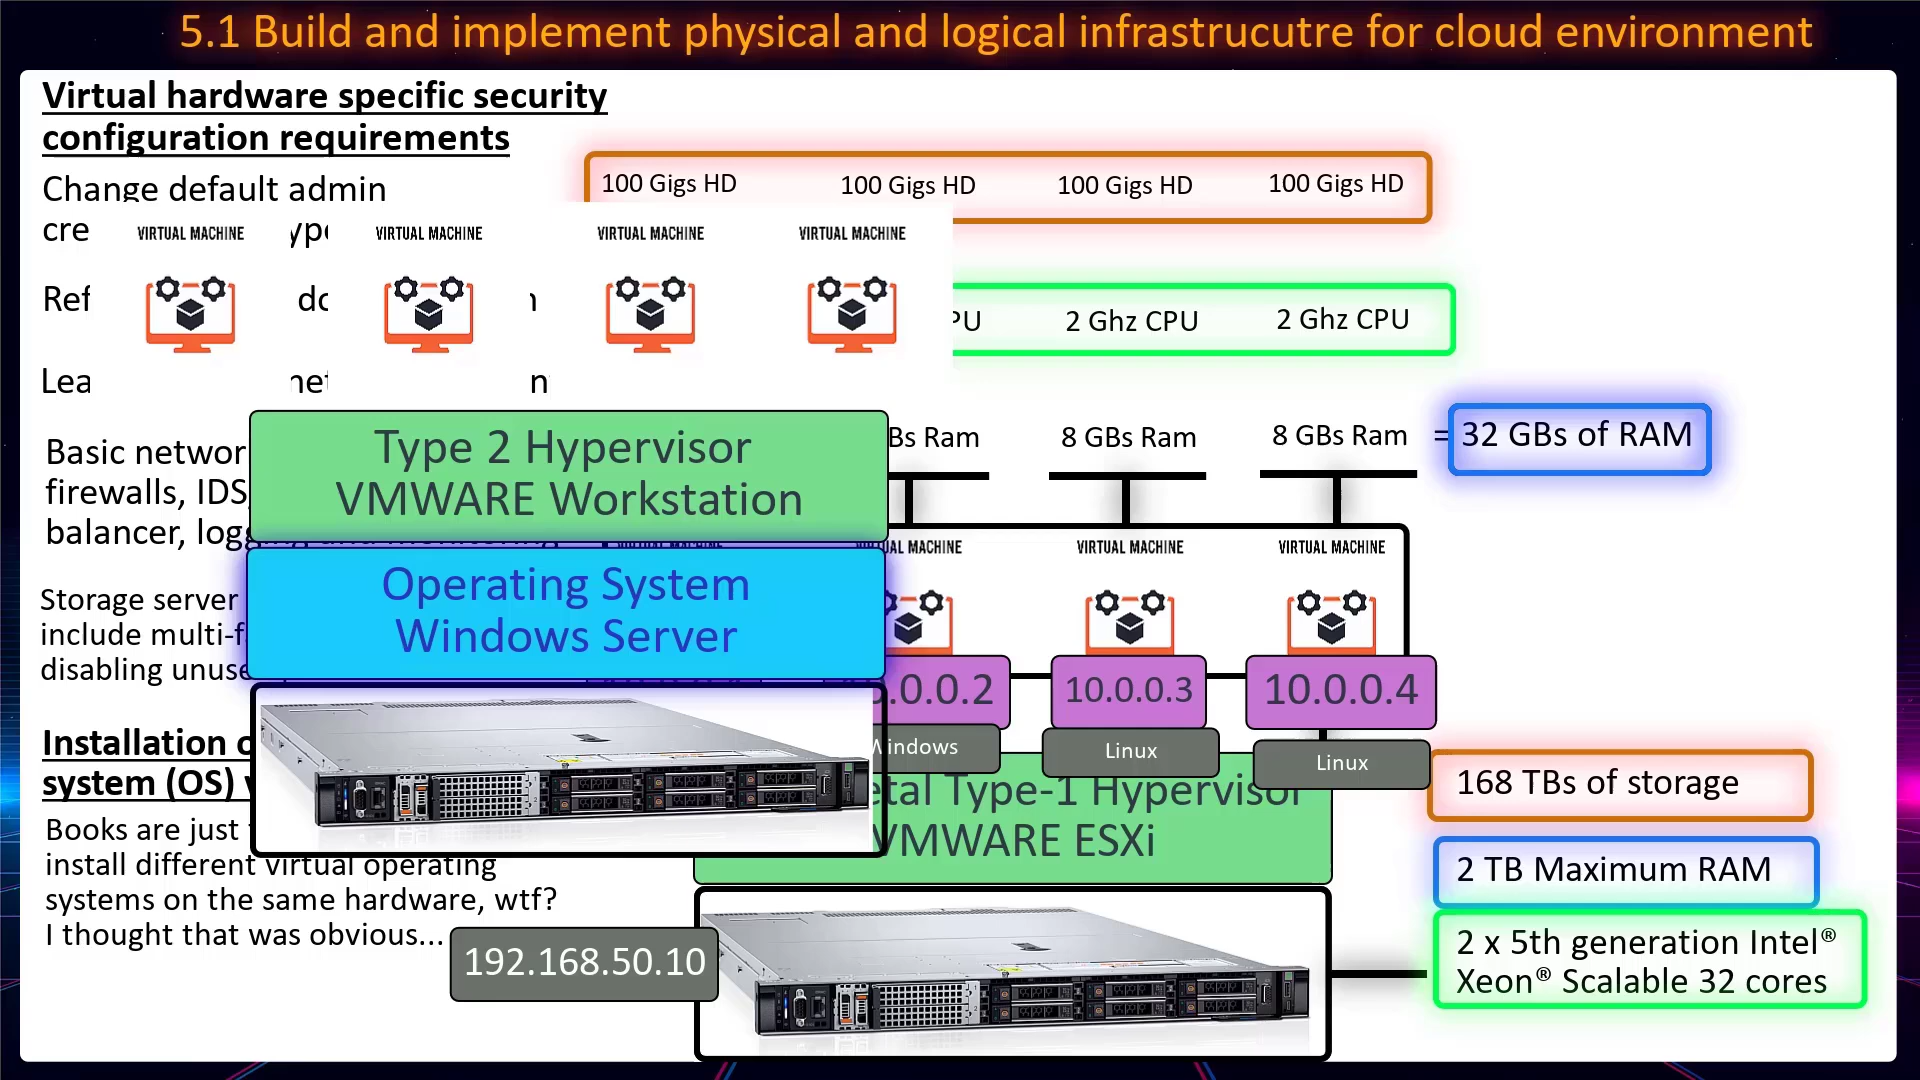 5.1 Build and implement physical and logical infrastrucutre for cloud environment
Virtual hardware specific security
configuration requirements
Change default admin
100 Gigs HD
100 Gigs HD
100 Gigs HD
100 Gigs HD
VIRTUAL MACHINE
VIRTUAL MACHINE
VIRTUAL MACHINE
VIRTUAL MACHINE
2 Ghz CPU
2 Ghz CPU
Type 2 Hypervisor
VMWARE Workstation
Ram
8 GBs Ram
8 GBs Ram
=
32 GBs of RAM
Basic
firewalls, IDS,
balancer,
VIRTUAL MACHINE
VIRTUAL MACHINE
MACHINE
Operating System
Windows Server
Storage server
include
disabling
.0.0.2
10.0.0.3
10.0.0.4
Windows
Linux
Linux
Installation
system (OS)
Type-1 Hypervisor
VMWARE ESXi
168 TBs of storage
2 TB Maximum RAM
2 x 5th generation Intel®
Xeon® Scalable 32 cores
Books are just
install different virtual operating
systems on the same hardware, wtf?
I thought that was obvious...
192.168.50.10